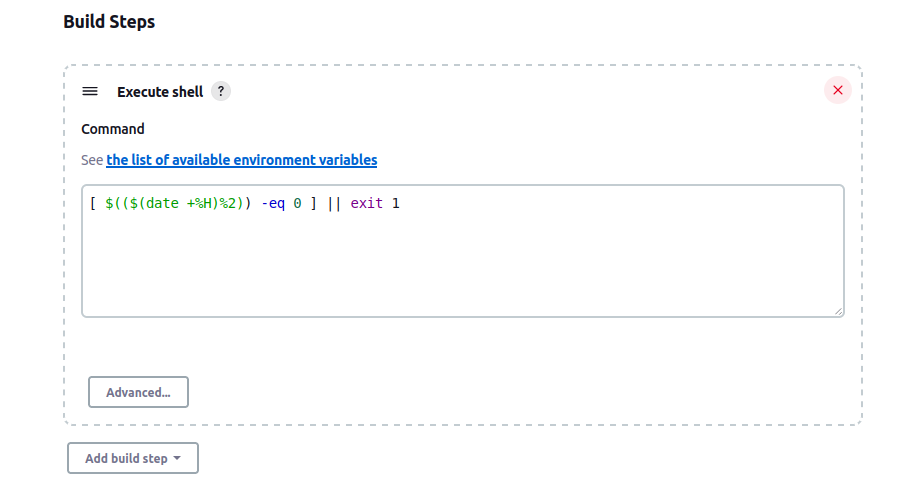 Build Steps
Execute shell ?
Command
See the list of available environment variables
[ $(($(date +%H)%2)) -eq 0 ] || exit 1
Advanced...
Add build step